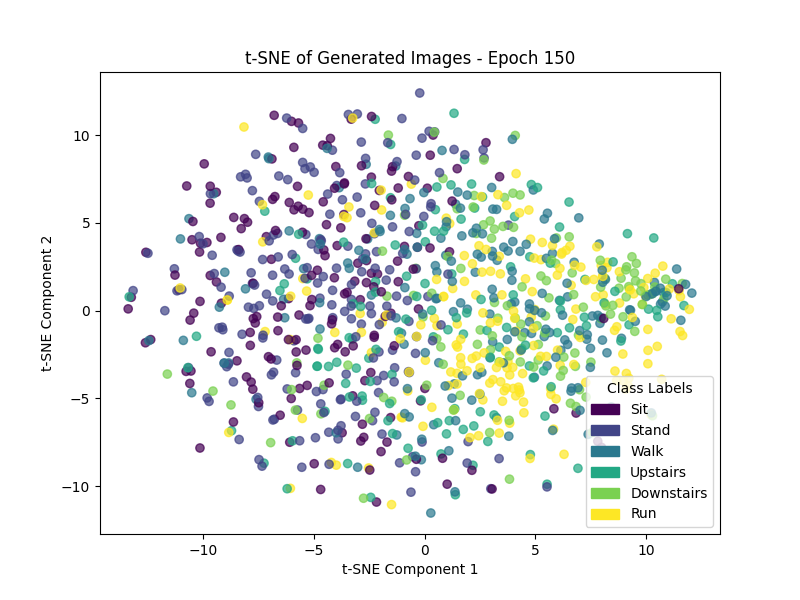 t-SNE of Generated Images - Epoch 150
t-SNE Component 2
10
5
0
−5
−10
−10
−5
0
5
10
t-SNE Component 1
Class Labels
Sit
Stand
Walk
Upstairs
Downstairs
Run